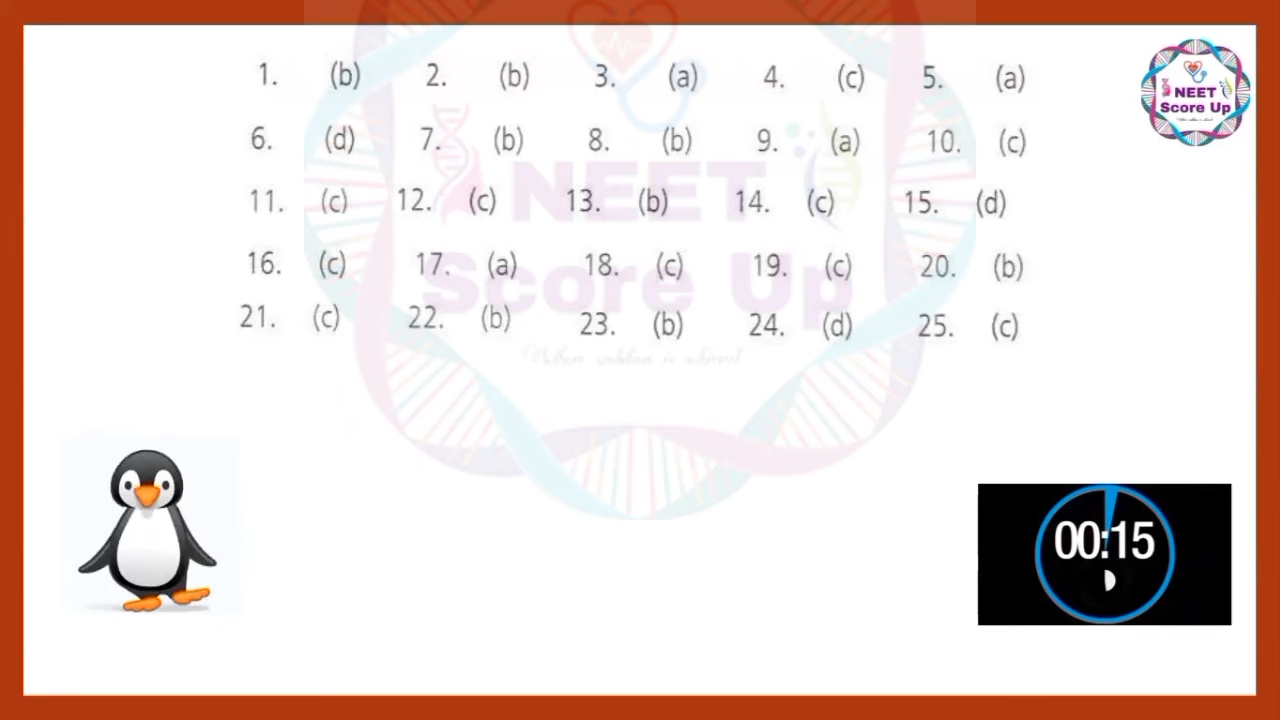 1. (b) 2. (b) 3. (a) 4. (c) 5. (a)
6. (d) 7. (b) 8. (b) 9. (a) 10. (c)
11. (c) 12. (c) 13. (b) 14. (c) 15. (d)
16. (c) 17. (a) 18. (c) 19. (c) 20. (b)
21. (c) 22. (b) 23. (b) 24. (d) 25. (c)
NEET
Score Up
NEET
Score Up
00:15